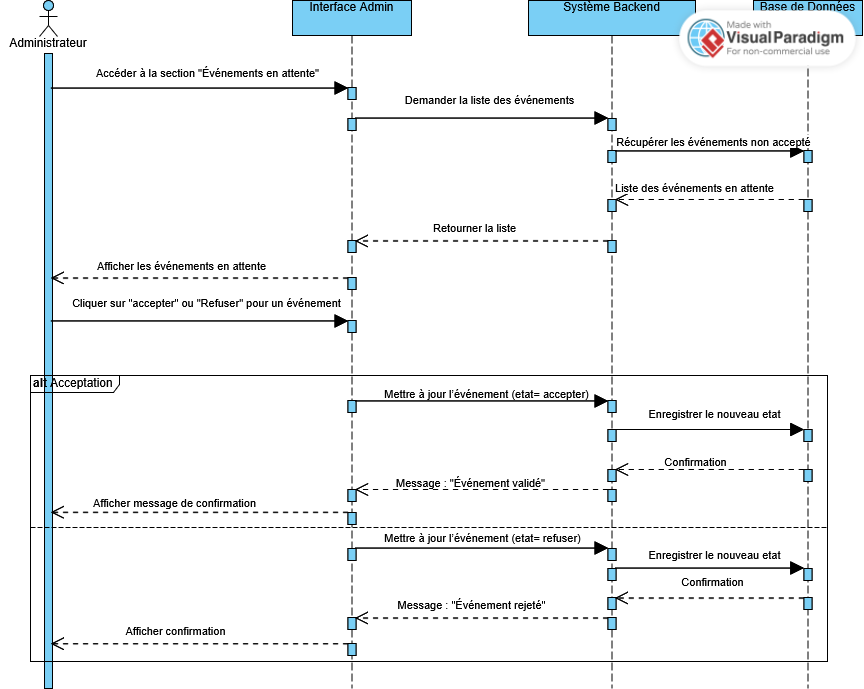 Interface Admin
Système Backend
Base de Données
Made with
VisualParadigm
For non-commercial use
Administrateur
Accéder à la section "Événements en attente"
Demander la liste des événements
Récupérer les événements non accepté
Liste des événements en attente
Retourner la liste
Afficher les événements en attente
Cliquer sur "accepter" ou "Refuser" pour un événement
alt Acceptation
Mettre à jour l'événement (etat= accepter)
Enregistrer le nouveau etat
Confirmation
Message : "Événement validé"
Afficher message de confirmation
Mettre à jour l'événement (etat= refuser)
Enregistrer le nouveau etat
Confirmation
Message : "Événement rejeté"
Afficher confirmation